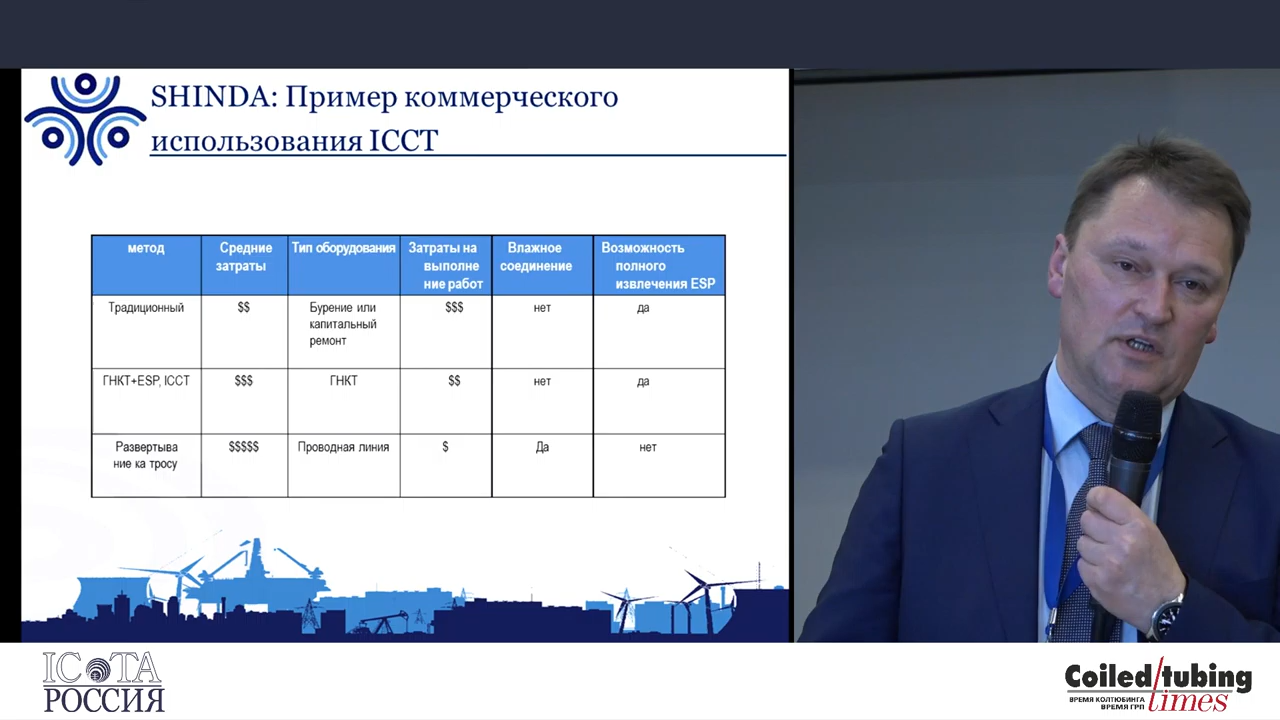 SHINDA: Пример коммерческого
использования ICCT
метод
Средние
затраты
Тип оборудования
Затраты на
выполне
ние работ
Влажное
соединение
Возможность
полного
извлечения ESP
Традиционный
$$
Бурение или
капитальный
ремонт
$$$
нет
да
ГНКТ+ESP, ICCT
$$$
ГНКТ
$$
нет
да
Развертыва
ние ка тросу
$$$$$
Проводная линия
$
Да
нет
ICOTA
РОССИЯ
Coiled tubing
times
ВРЕМЯ КОЛТЮБИНГА
ВРЕМЯ ГРП